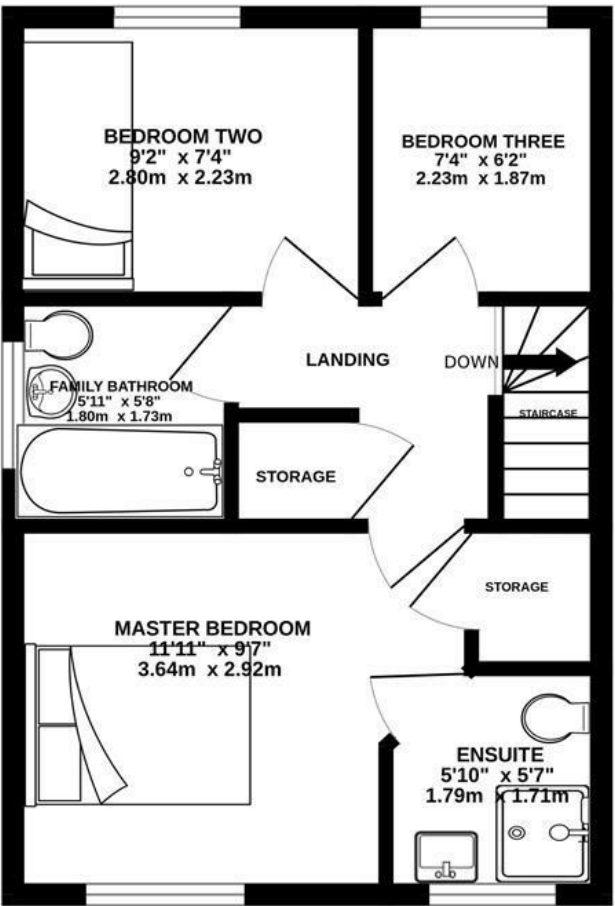 BEDROOM TWO
9'2" x 7'4"
2.80m x 2.23m
BEDROOM THREE
7'4" x 6'2"
2.23m x 1.87m
LANDING
DOWN
FAMILY BATHROOM
5'11" x 5'8"
1.80m x 1.73m
STAIRCASE
STORAGE
STORAGE
MASTER BEDROOM
11'11" x 9'7"
3.64m x 2.92m
ENSUITE
5'10" x 5'7"
1.79m x 1.71m